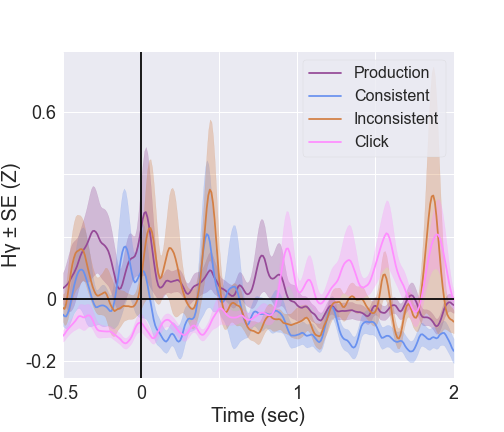 Production
Consistent
Inconsistent
Click
Hγ ± SE (Z)
0.6
0
-0.2
-0.5 0 1 2
Time (sec)